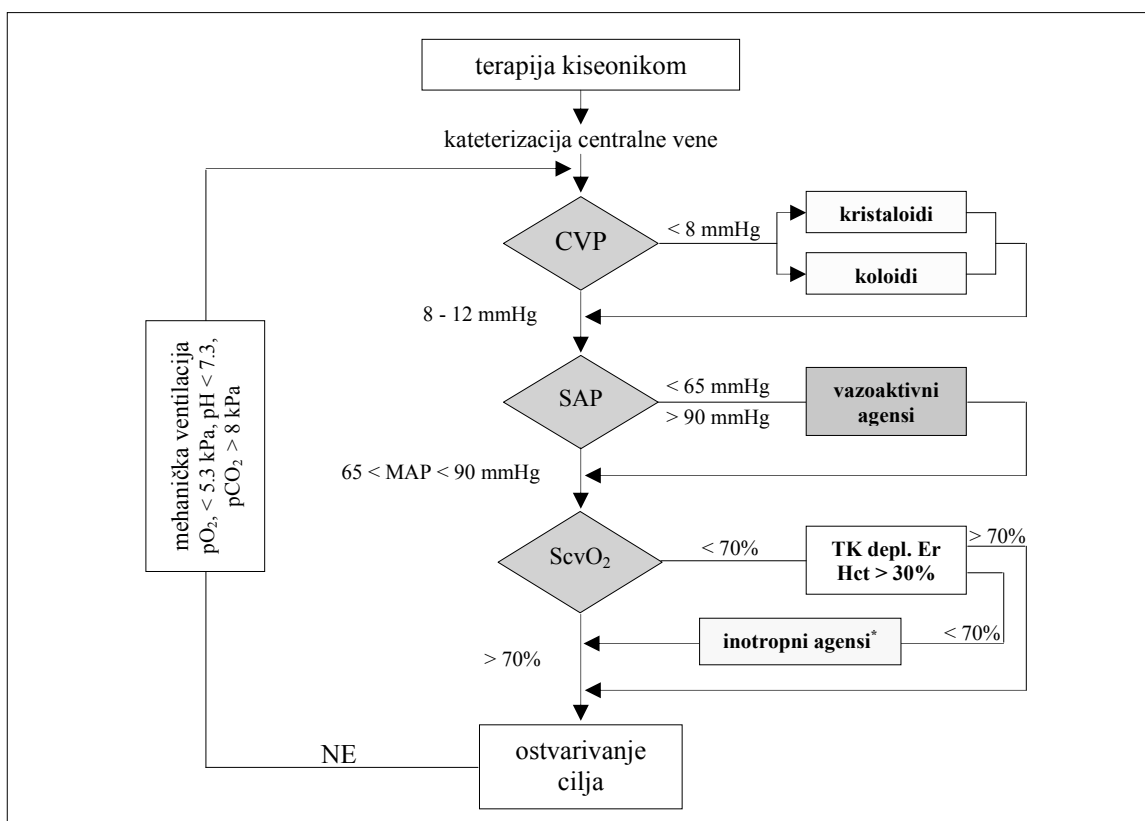 terapija kiseonikom
kateterizacija centralne vene
CVP
< 8 mmHg
kristaloidi
koloidi
8 - 12 mmHg
SAP
< 65 mmHg
> 90 mmHg
vazoaktivni
agensi
65 < MAP < 90 mmHg
ScvO₂
< 70%
TK depl. Er
Hct > 30%
> 70%
< 70%
inotropni agensi*
> 70%
ostvarivanje
cilja
NE
mehanička ventilacija
pO₂, < 5.3 kPa, pH < 7.3,
pCO₂ > 8 kPa